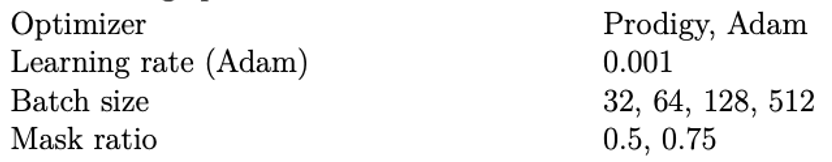 Optimizer Prodigy, Adam
Learning rate (Adam) 0.001
Batch size 32, 64, 128, 512
Mask ratio 0.5, 0.75